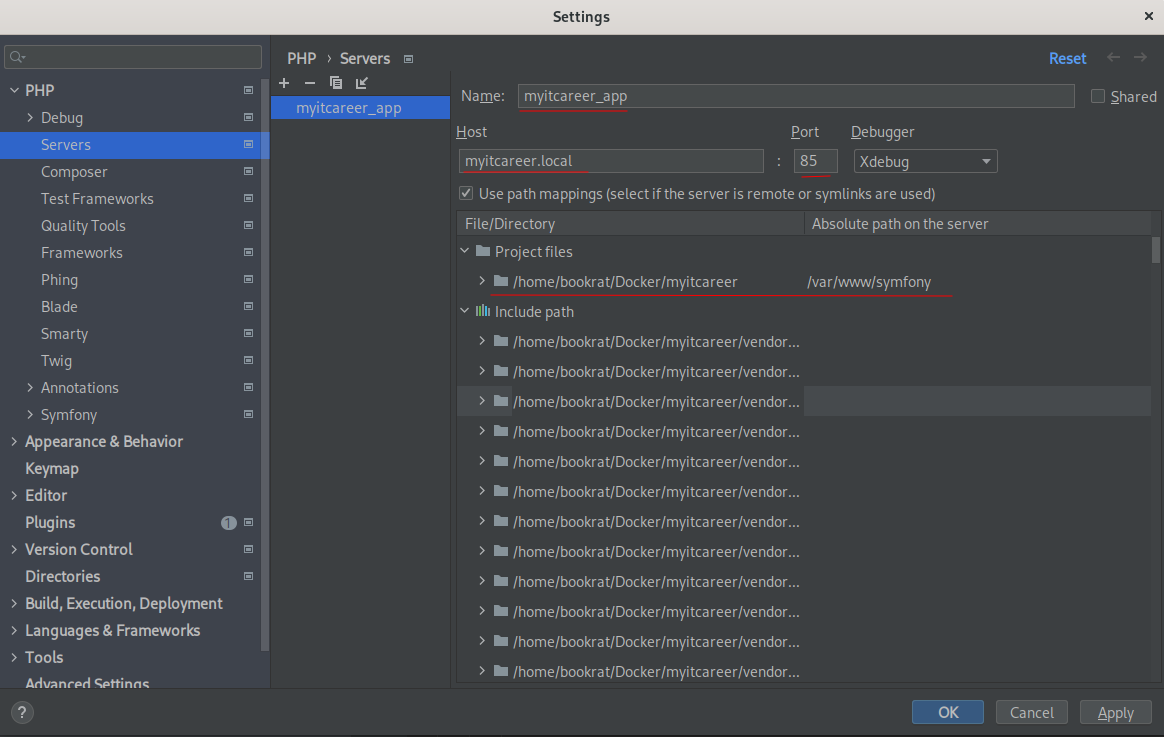 Settings
PHP
Debug
Servers
Composer
Test Frameworks
Quality Tools
Frameworks
Phing
Blade
Smarty
Twig
Annotations
Symfony
Appearance & Behavior
Keymap
Editor
Plugins 1
Version Control
Directories
Build, Execution, Deployment
Languages & Frameworks
Tools
Advanced Settings
PHP › Servers
Reset
myitcareer_app
Name: myitcareer_app Shared
Host Port Debugger
myitcareer.local : 85 Xdebug
Use path mappings (select if the server is remote or symlinks are used)
File/Directory Absolute path on the server
Project files
/home/bookrat/Docker/myitcareer /var/www/symfony
Include path
/home/bookrat/Docker/myitcareer/vendor...
/home/bookrat/Docker/myitcareer/vendor...
/home/bookrat/Docker/myitcareer/vendor...
/home/bookrat/Docker/myitcareer/vendor...
/home/bookrat/Docker/myitcareer/vendor...
/home/bookrat/Docker/myitcareer/vendor...
/home/bookrat/Docker/myitcareer/vendor...
/home/bookrat/Docker/myitcareer/vendor...
/home/bookrat/Docker/myitcareer/vendor...
/home/bookrat/Docker/myitcareer/vendor...
/home/bookrat/Docker/myitcareer/vendor...
/home/bookrat/Docker/myitcareer/vendor...
? OK Cancel Apply